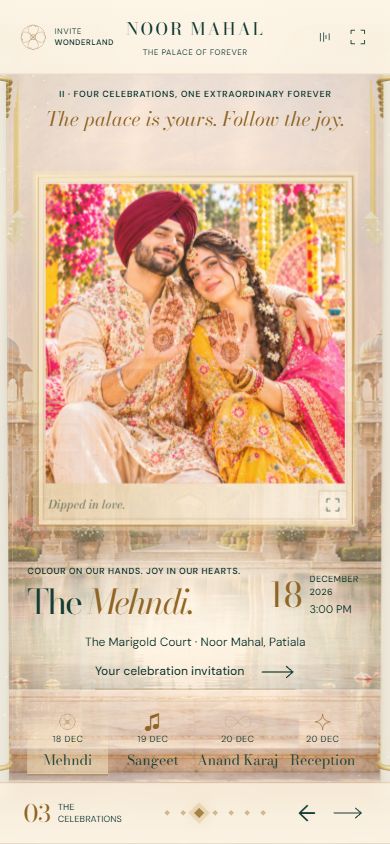 INVITE
WONDERLAND
NOOR MAHAL
THE PALACE OF FOREVER
II · FOUR CELEBRATIONS, ONE EXTRAORDINARY FOREVER
The palace is yours. Follow the joy.
Dipped in love.
COLOUR ON OUR HANDS. JOY IN OUR HEARTS.
The Mehndi.
18 DECEMBER
2026
3:00 PM
The Marigold Court · Noor Mahal, Patiala
Your celebration invitation
18 DEC 19 DEC 20 DEC 20 DEC
Mehndi Sangeet Anand Karaj Reception
03 THE
CELEBRATIONS